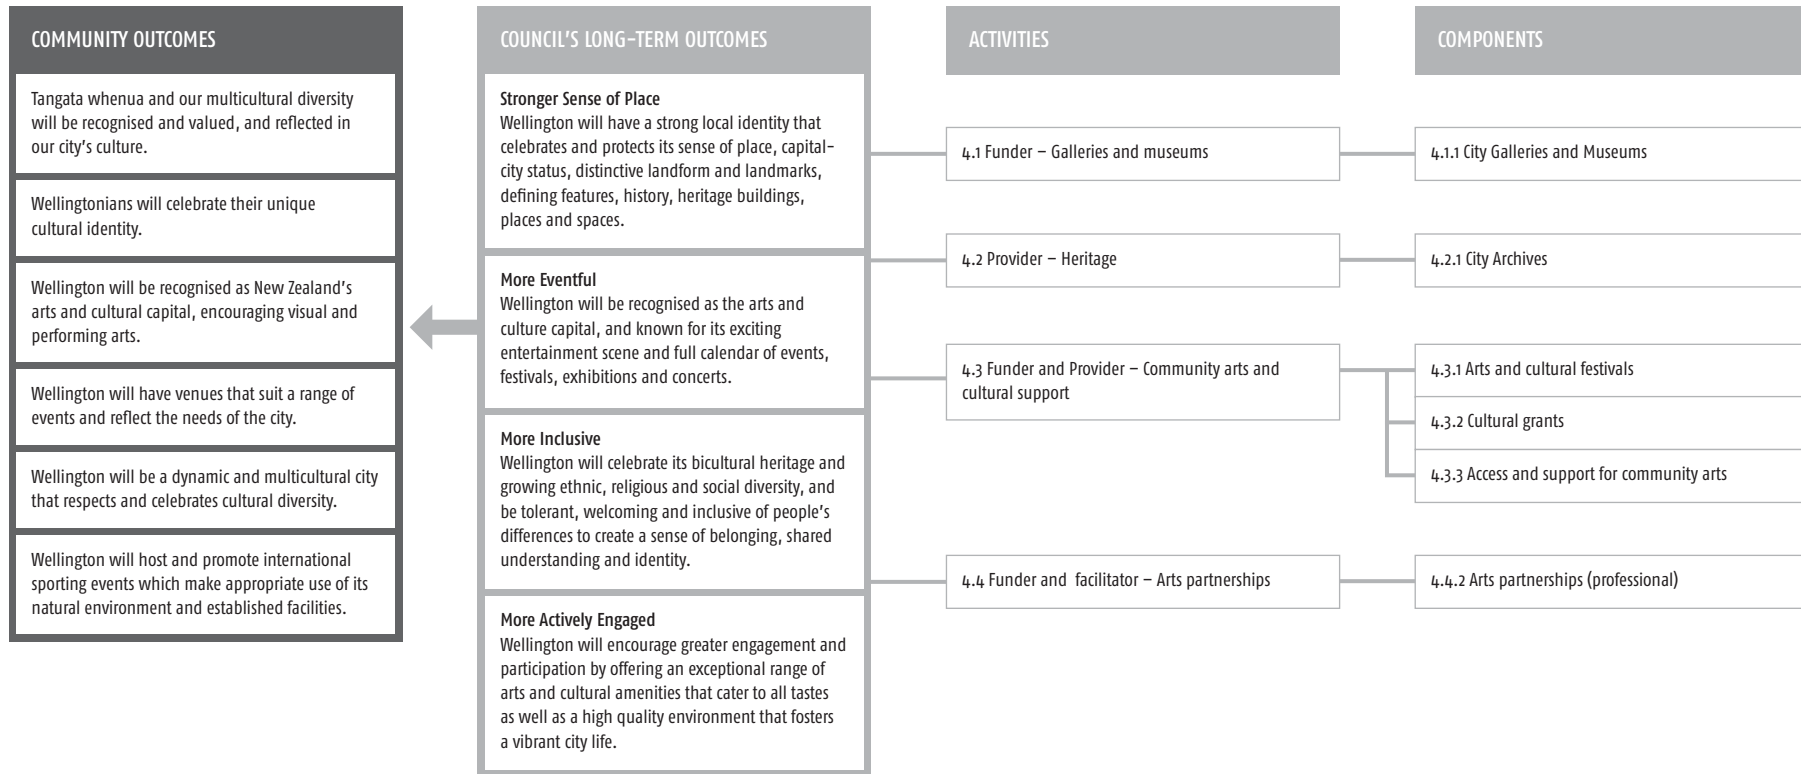 COMMUNITY OUTCOMES
Tangata whenua and our multicultural diversity
will be recognised and valued, and reflected in
our city's culture.
Wellingtonians will celebrate their unique
cultural identity.
Wellington will be recognised as New Zealand's
arts and cultural capital, encouraging visual and
performing arts.
Wellington will have venues that suit a range of
events and reflect the needs of the city.
Wellington will be a dynamic and multicultural city
that respects and celebrates cultural diversity.
Wellington will host and promote international
sporting events which make appropriate use of its
natural environment and established facilities.
COUNCIL'S LONG-TERM OUTCOMES
Stronger Sense of Place
Wellington will have a strong local identity that
celebrates and protects its sense of place, capital-
city status, distinctive landform and landmarks,
defining features, history, heritage buildings,
places and spaces.
More Eventful
Wellington will be recognised as the arts and
culture capital, and known for its exciting
entertainment scene and full calendar of events,
festivals, exhibitions and concerts.
More Inclusive
Wellington will celebrate its bicultural heritage and
growing ethnic, religious and social diversity, and
be tolerant, welcoming and inclusive of people's
differences to create a sense of belonging, shared
understanding and identity.
More Actively Engaged
Wellington will encourage greater engagement and
participation by offering an exceptional range of
arts and cultural amenities that cater to all tastes
as well as a high quality environment that fosters
a vibrant city life.
ACTIVITIES
4.1 Funder – Galleries and museums
4.2 Provider – Heritage
4.3 Funder and Provider – Community arts and
cultural support
4.4 Funder and facilitator – Arts partnerships
COMPONENTS
4.1.1 City Galleries and Museums
4.2.1 City Archives
4.3.1 Arts and cultural festivals
4.3.2 Cultural grants
4.3.3 Access and support for community arts
4.4.2 Arts partnerships (professional)